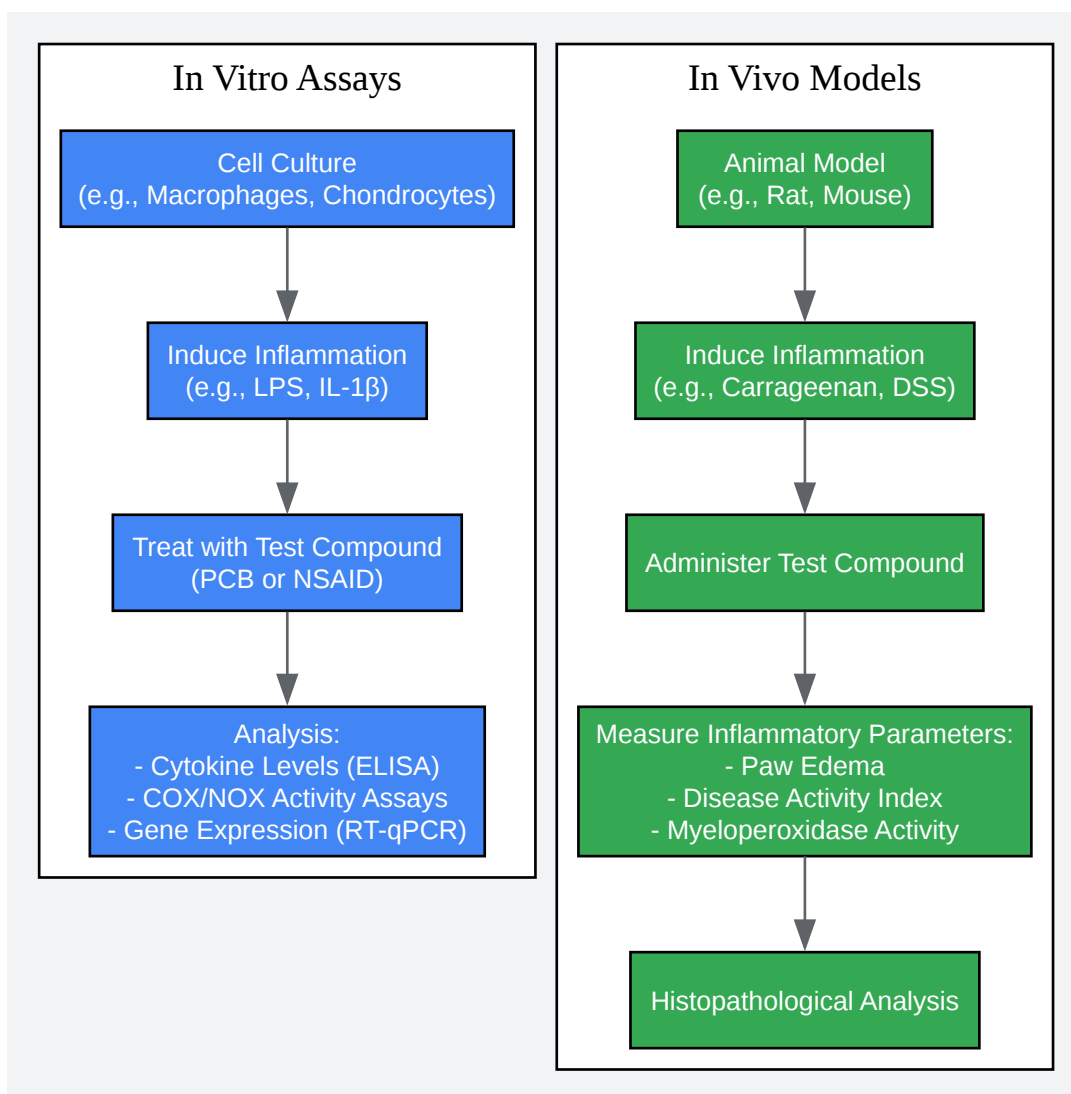 In Vitro Assays
Cell Culture
(e.g., Macrophages, Chondrocytes)
Induce Inflammation
(e.g., LPS, IL-1β)
Treat with Test Compound
(PCB or NSAID)
Analysis:
- Cytokine Levels (ELISA)
- COX/NOX Activity Assays
- Gene Expression (RT-qPCR)
In Vivo Models
Animal Model
(e.g., Rat, Mouse)
Induce Inflammation
(e.g., Carrageenan, DSS)
Administer Test Compound
Measure Inflammatory Parameters:
- Paw Edema
- Disease Activity Index
- Myeloperoxidase Activity
Histopathological Analysis